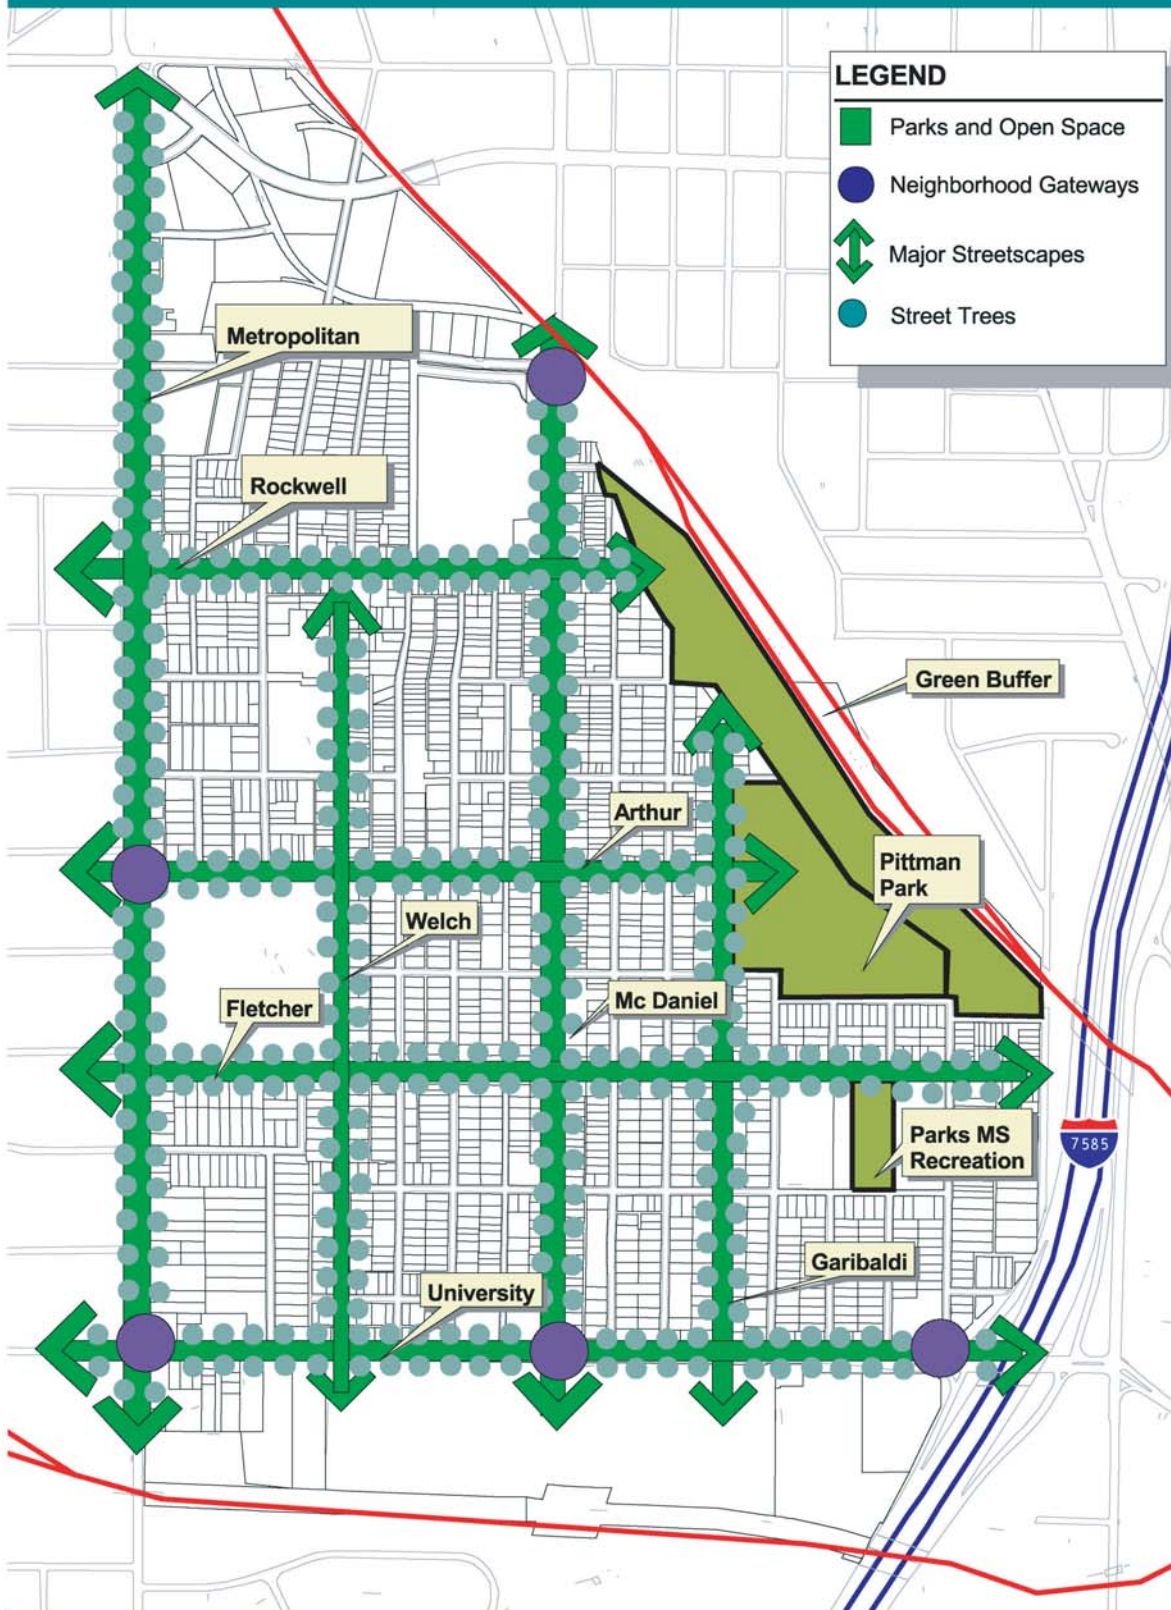 LEGEND
Parks and Open Space
Neighborhood Gateways
Major Streetscapes
Street Trees
Metropolitan
Rockwell
Green Buffer
Arthur
Pittman
Park
Welch
Mc Daniel
Fletcher
Parks MS
Recreation
7585
Garibaldi
University